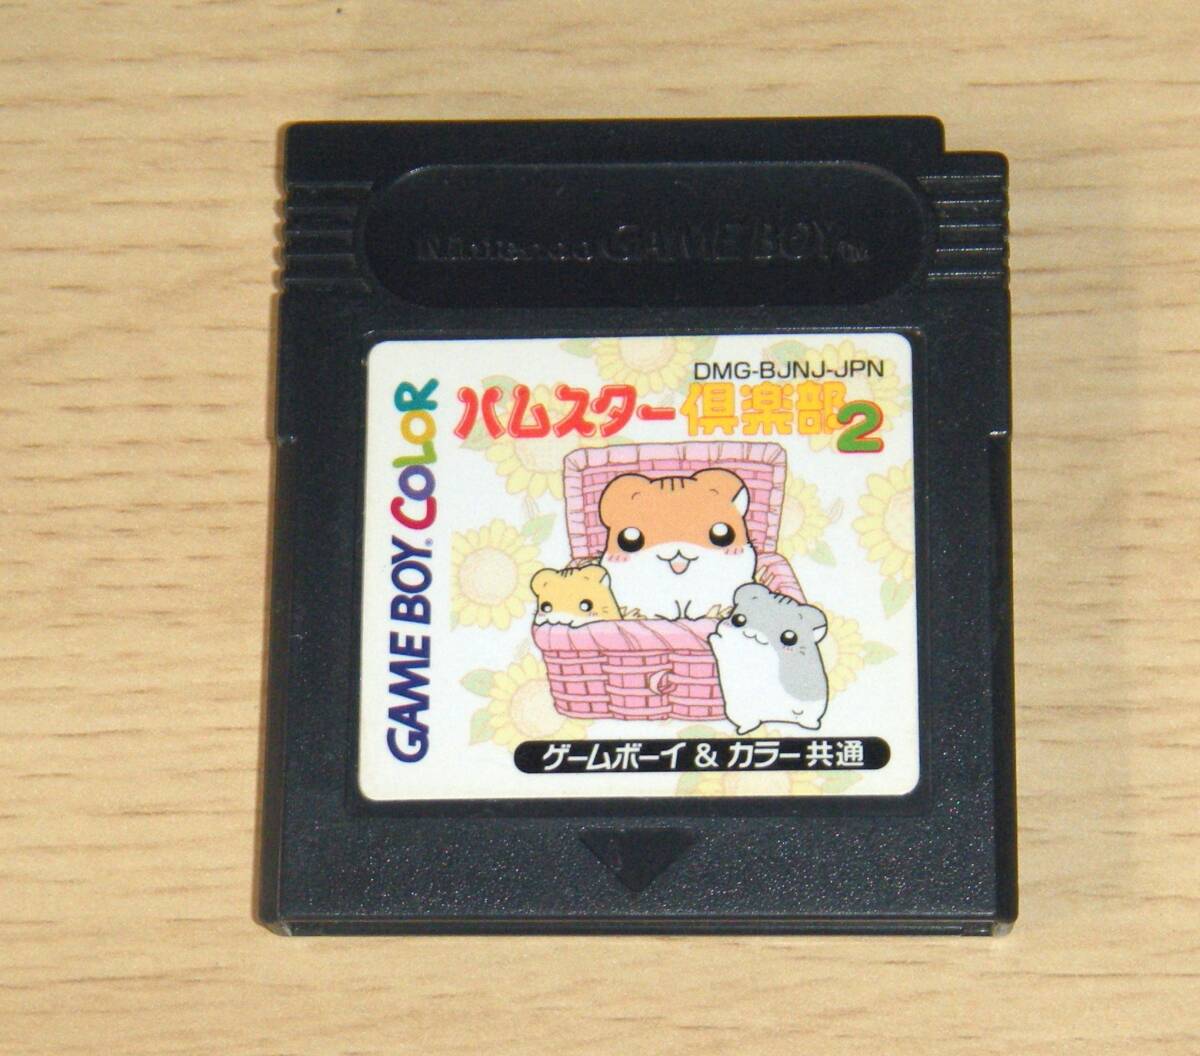 Nintendo GAME BOY™
DMG-BJNJ-JPN
ハムスター倶楽部2
GAME BOY® COLOR
ゲームボーイ & カラー共通